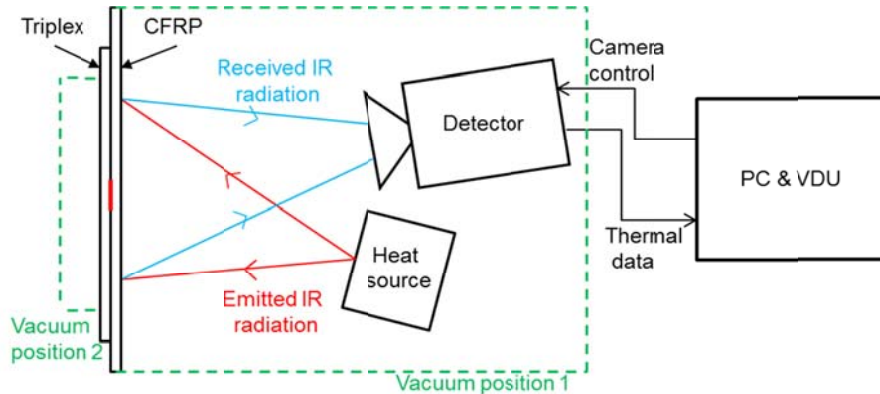 Triplex
CFRP
Received IR
radiation
Camera
control
Detector
PC & VDU
Thermal
data
Heat
source
Emitted IR
radiation
Vacuum
position 2
Vacuum position 1